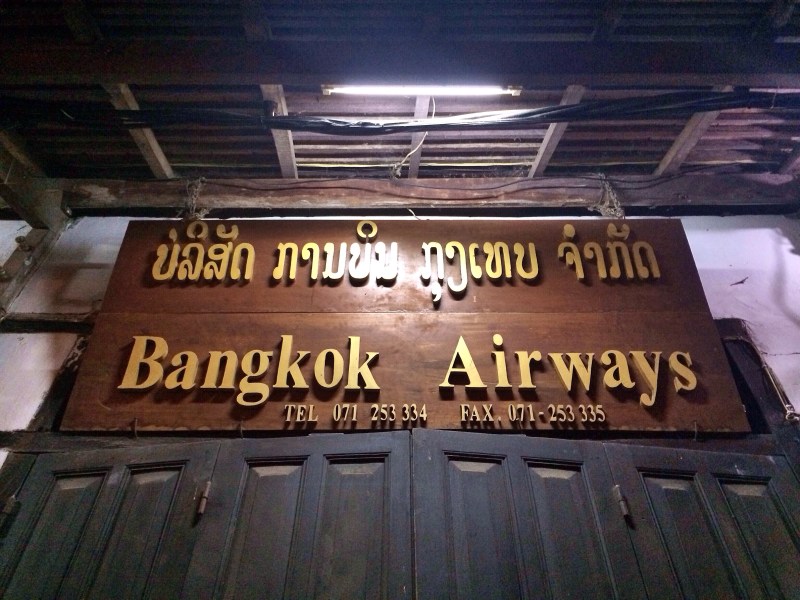 ບໍລິສັດ ການບິນ ກຸງເທບ ຈຳກັດ
Bangkok Airways
TEL 071 253 334 FAX. 071-253 335